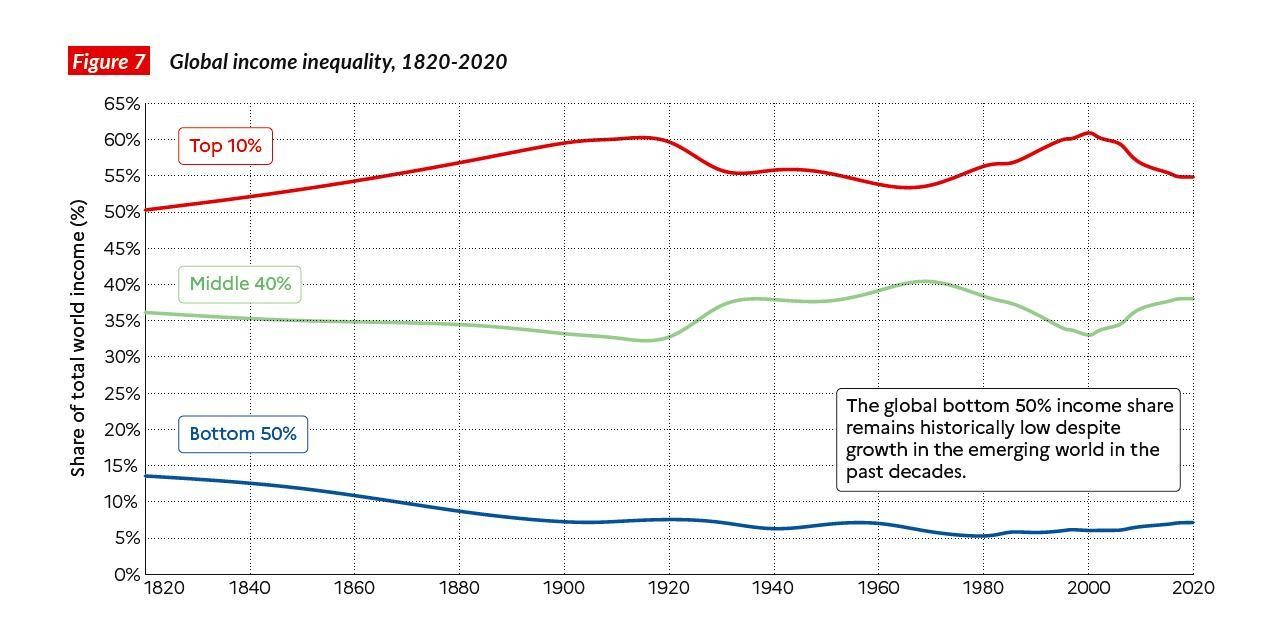 Figure 7 Global income inequality, 1820-2020
Share of total world income (%)
65%
60%
55%
50%
45%
40%
35%
30%
25%
20%
15%
10%
5%
0%
Top 10%
Middle 40%
Bottom 50%
The global bottom 50% income share
remains historically low despite
growth in the emerging world in the
past decades.
1820 1840 1860 1880 1900 1920 1940 1960 1980 2000 2020